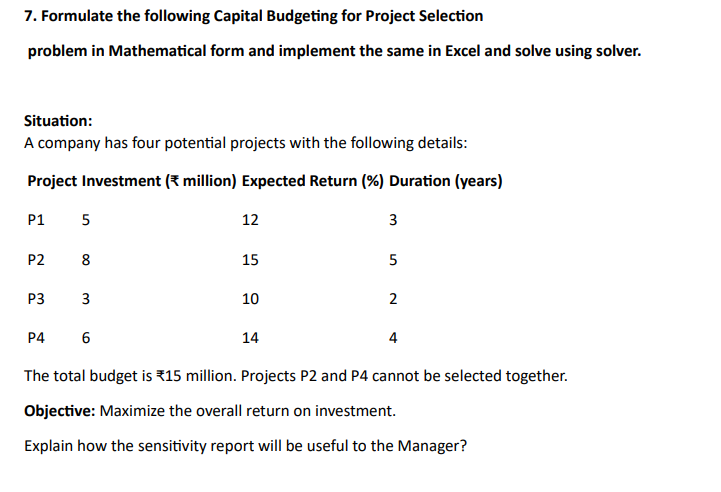 7. Formulate the following Capital Budgeting for Project Selection
problem in Mathematical form and implement the same in Excel and solve using solver.
Situation:
A company has four potential projects with the following details:
Project Investment (₹ million) Expected Return (%) Duration (years)
P1 5 12 3
P2 8 15 5
P3 3 10 2
P4 6 14 4
The total budget is ₹15 million. Projects P2 and P4 cannot be selected together.
Objective: Maximize the overall return on investment.
Explain how the sensitivity report will be useful to the Manager?